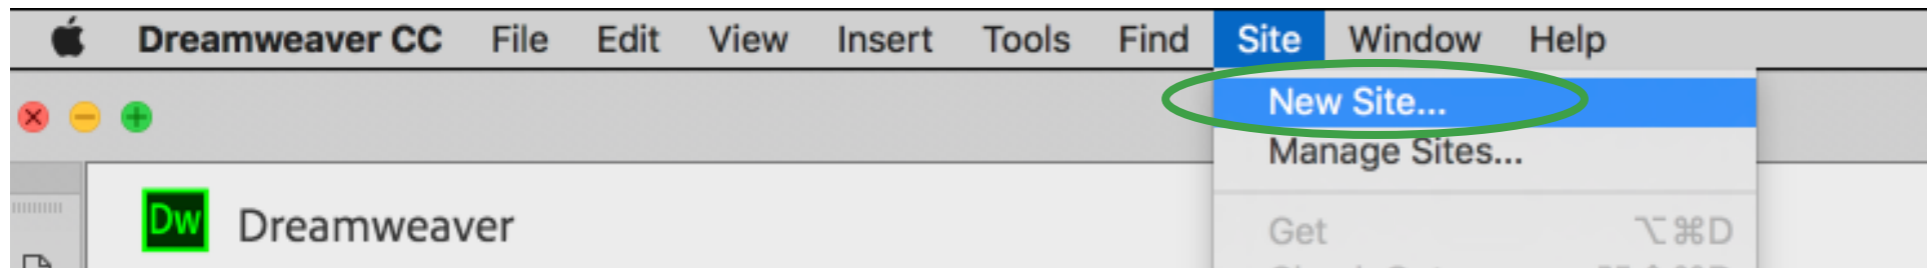 Dreamweaver CC File Edit View Insert Tools Find Site Window Help
New Site...
Manage Sites...
Dw Dreamweaver
Get ⌥⌘D